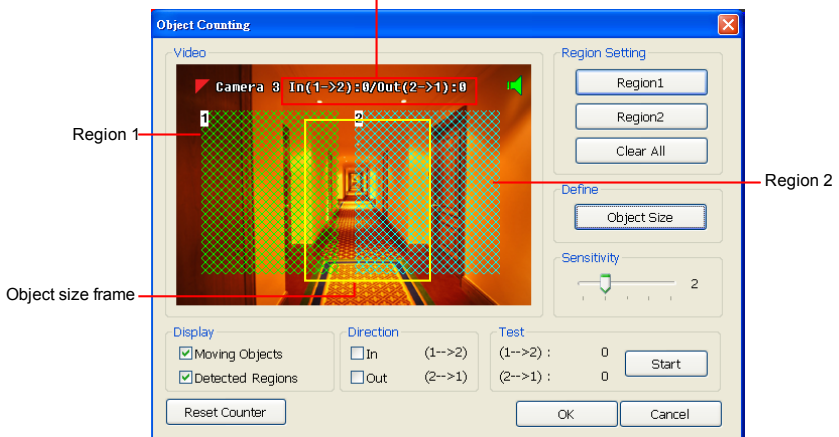 Object Counting
Video
Camera 3 In(1->2):0/Out(2->1):0
1
2
Region 1
Region 2
Object size frame
Region Setting
Region1
Region2
Clear All
Define
Object Size
Sensitivity
2
Display
Moving Objects
Detected Regions
Direction
In (1-->2)
Out (2-->1)
Test
(1-->2) : 0
(2-->1) : 0
Start
Reset Counter
OK
Cancel